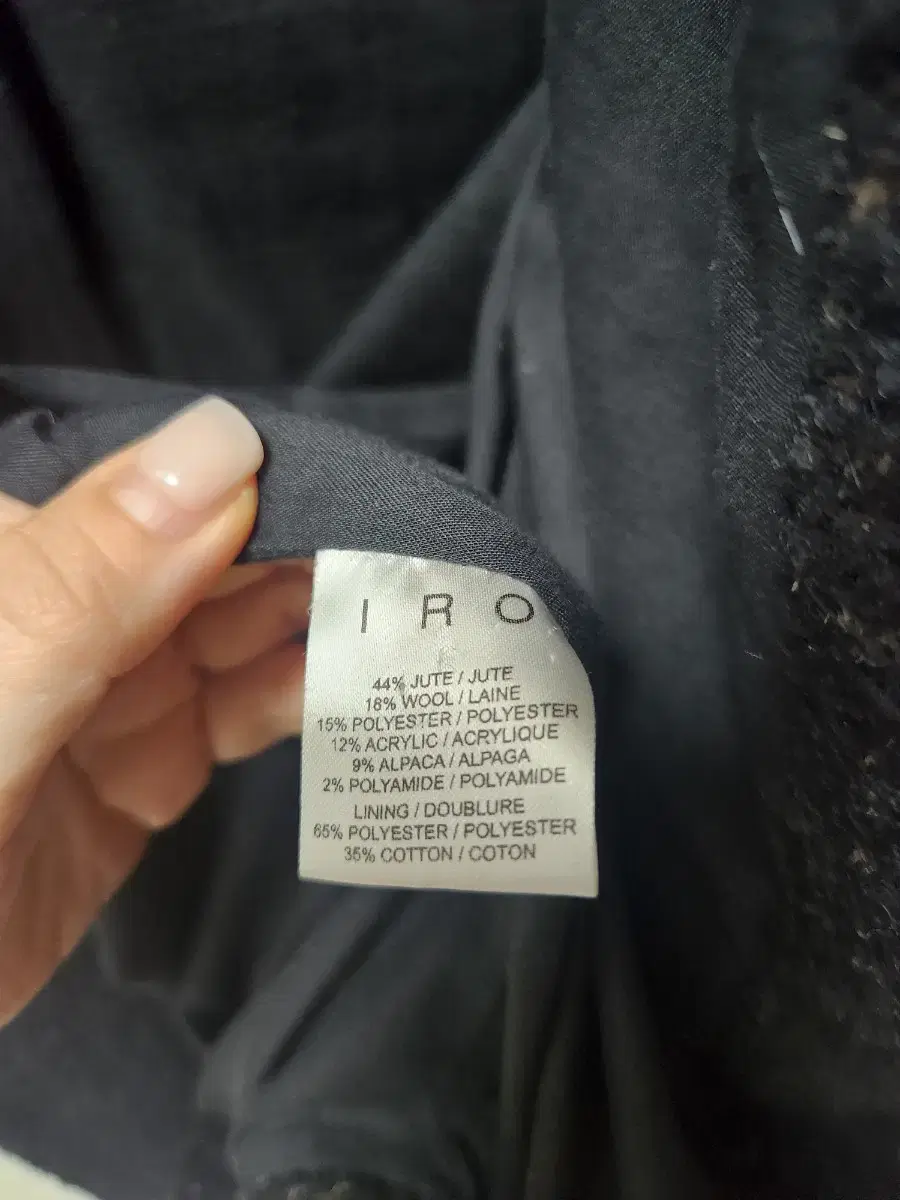 IRO
44% JUTE / JUTE
18% WOOL / LAINE
15% POLYESTER / POLYESTER
12% ACRYLIC / ACRYLIQUE
9% ALPACA / ALPAGA
2% POLYAMIDE / POLYAMIDE
LINING / DOUBLURE
65% POLYESTER / POLYESTER
35% COTTON / COTON